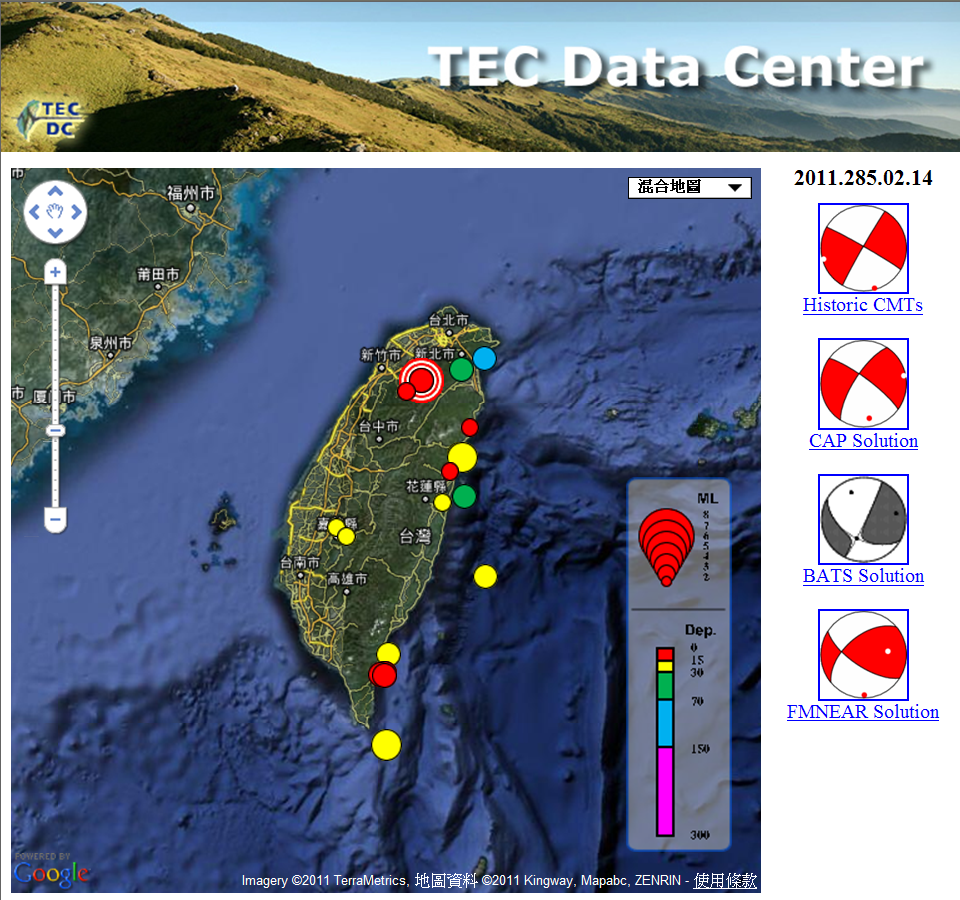 TEC Data Center
TEC
DC
混合地圖
福州市
莆田市
泉州市
厦门市
台北市
新竹市
新北市
台中市
花蓮縣
台灣
台南市
高雄市
ML
8
7
6
5
4
3
2
Dep.
0
15
30
70
150
300
POWERED BY
Google
Imagery ©2011 TerraMetrics, 地圖資料 ©2011 Kingway, Mapabc, ZENRIN - 使用條款
2011.285.02.14
Historic CMTs
CAP Solution
BATS Solution
FMNEAR Solution